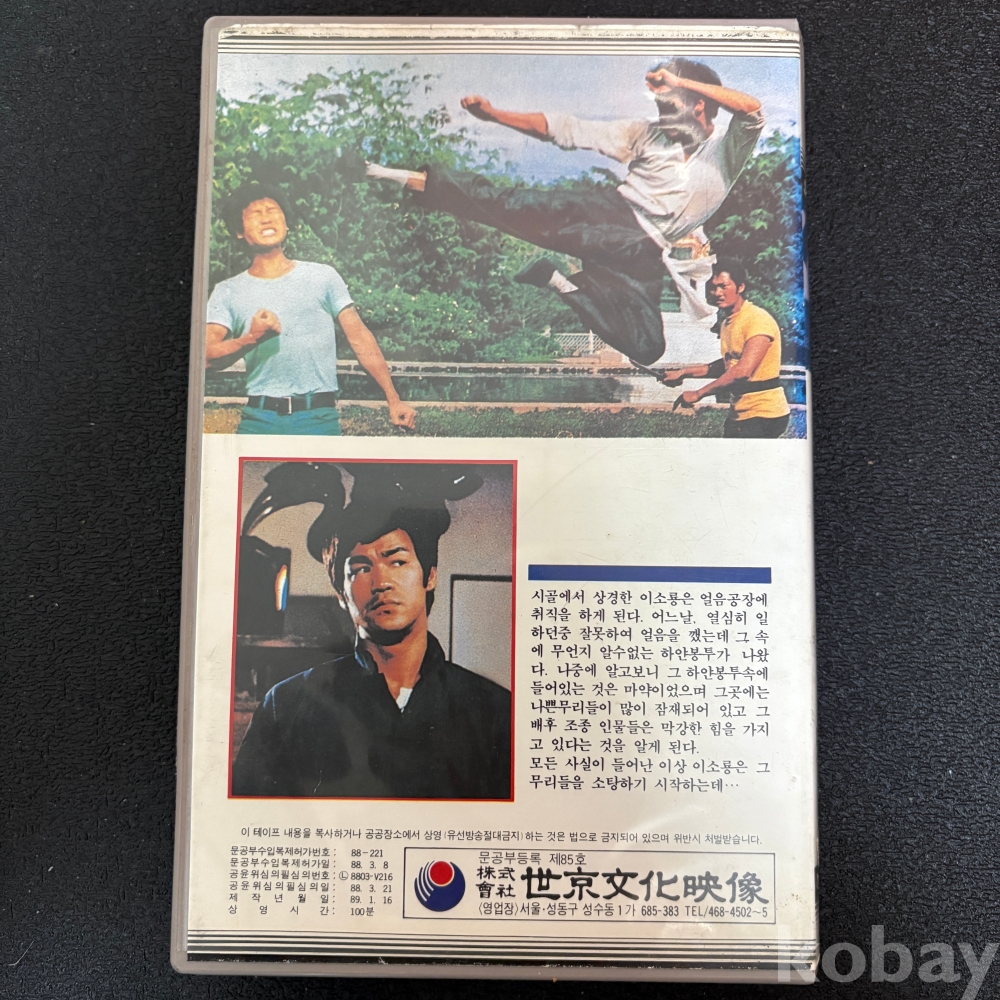 시골에서 상경한 이소룡은 얼음공장에
취직을 하게 된다. 어느날, 열심히 일
하던중 잘못하여 얼음을 깼는데 그 속
에 무언지 알수없는 하얀봉투가 나왔
다. 나중에 알고보니 그 하얀봉투속에
들어있는 것은 마약이었으며 그곳에는
나쁜무리들이 많이 잠재되어 있고 그
배후 조종 인물들은 막강한 힘을 가지
고 있다는 것을 알게 된다.
모든 사실이 들어난 이상 이소룡은 그
무리들을 소탕하기 시작하는데…
이 테이프 내용을 복사하거나 공공장소에서 상영(유선방송절대금지)하는 것은 법으로 금지되어 있으며 위반시 처벌받습니다.
문공부수입복제허가번호 : 88-221
문공부수입복제허가일 : 88. 3. 8
공윤위심의필심의번호 : Ⓛ 8803-V216
공윤위심의필심의일 : 88. 3. 21
제작년월일 : 89. 1. 16
상영시간 : 100분
문공부등록 제85호
株式會社 世京文化映像
〈영업장〉서울·성동구 성수동1가 685-383 TEL/468-4502~5
kobay